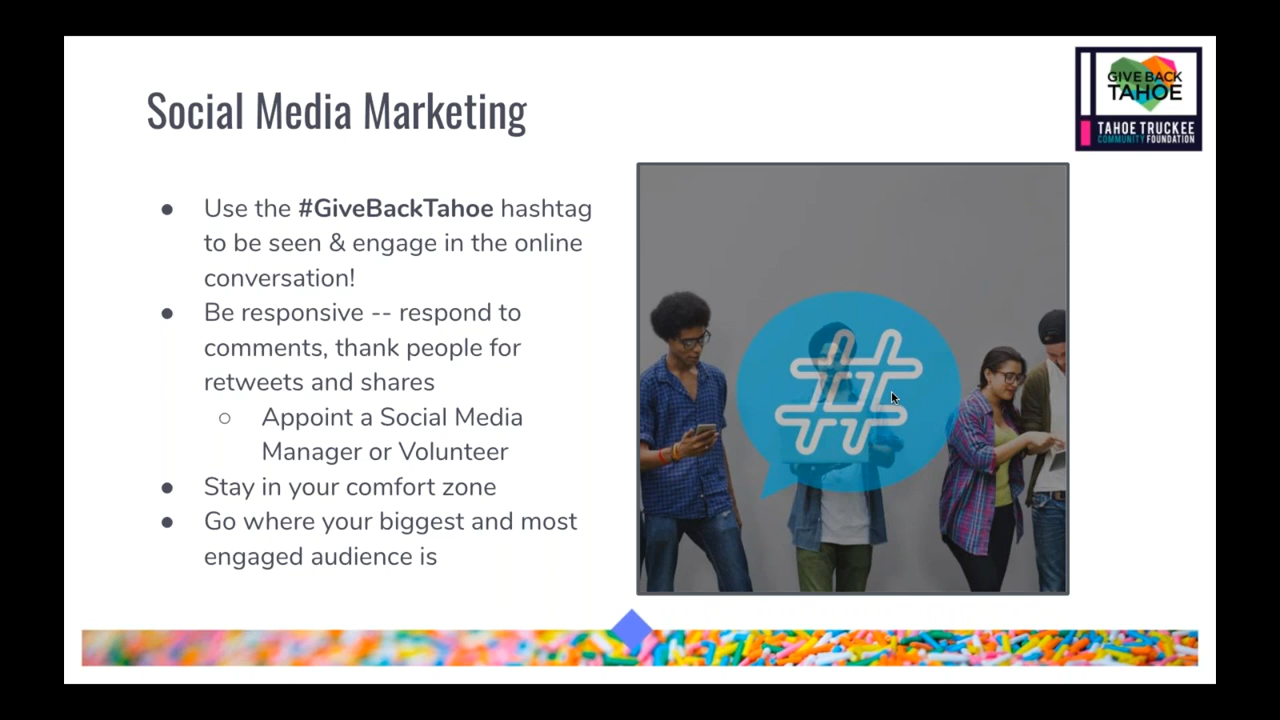 Social Media Marketing
GIVE BACK
TAHOE
TAHOE TRUCKEE
COMMUNITY FOUNDATION
● Use the #GiveBackTahoe hashtag
to be seen & engage in the online
conversation!
● Be responsive -- respond to
comments, thank people for
retweets and shares
○ Appoint a Social Media
Manager or Volunteer
● Stay in your comfort zone
● Go where your biggest and most
engaged audience is
#